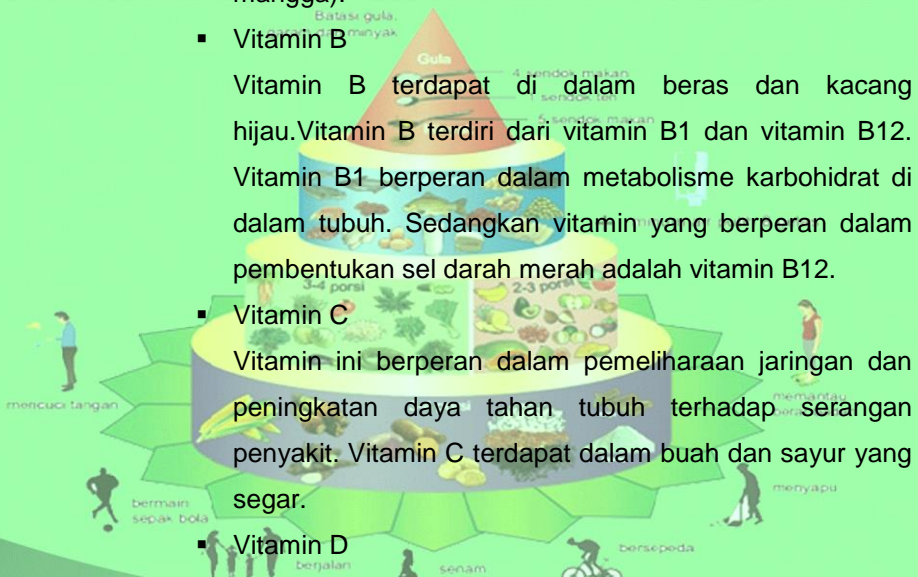 mangga).
Batasi gula,
garam dan minyak
▪ Vitamin B
Gula
4 sendok makan
Vitamin B terdapat di dalam beras dan kacang
1 sendok teh
5 sendok makan
hijau.Vitamin B terdiri dari vitamin B1 dan vitamin B12.
Vitamin B1 berperan dalam metabolisme karbohidrat di
dalam tubuh. Sedangkan vitamin yang berperan dalam
pembentukan sel darah merah adalah vitamin B12.
3-4 porsi
2-3 porsi
▪ Vitamin C
Vitamin ini berperan dalam pemeliharaan jaringan dan
mencuci tangan
memantau
peningkatan daya tahan tubuh terhadap serangan
penyakit. Vitamin C terdapat dalam buah dan sayur yang
segar.
bermain
sepak bola
menyapu
▪ Vitamin D
berjalan
senam
bersepeda